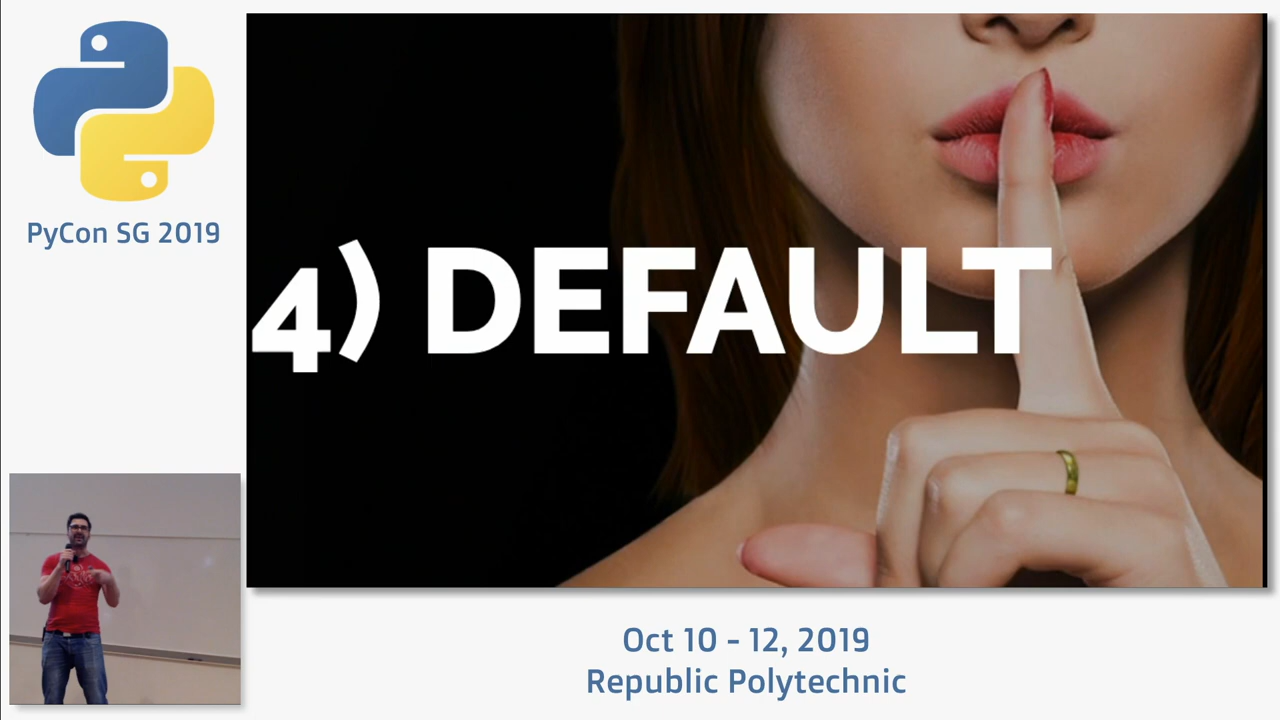 PyCon SG 2019
4) DEFAULT
Oct 10 - 12, 2019
Republic Polytechnic